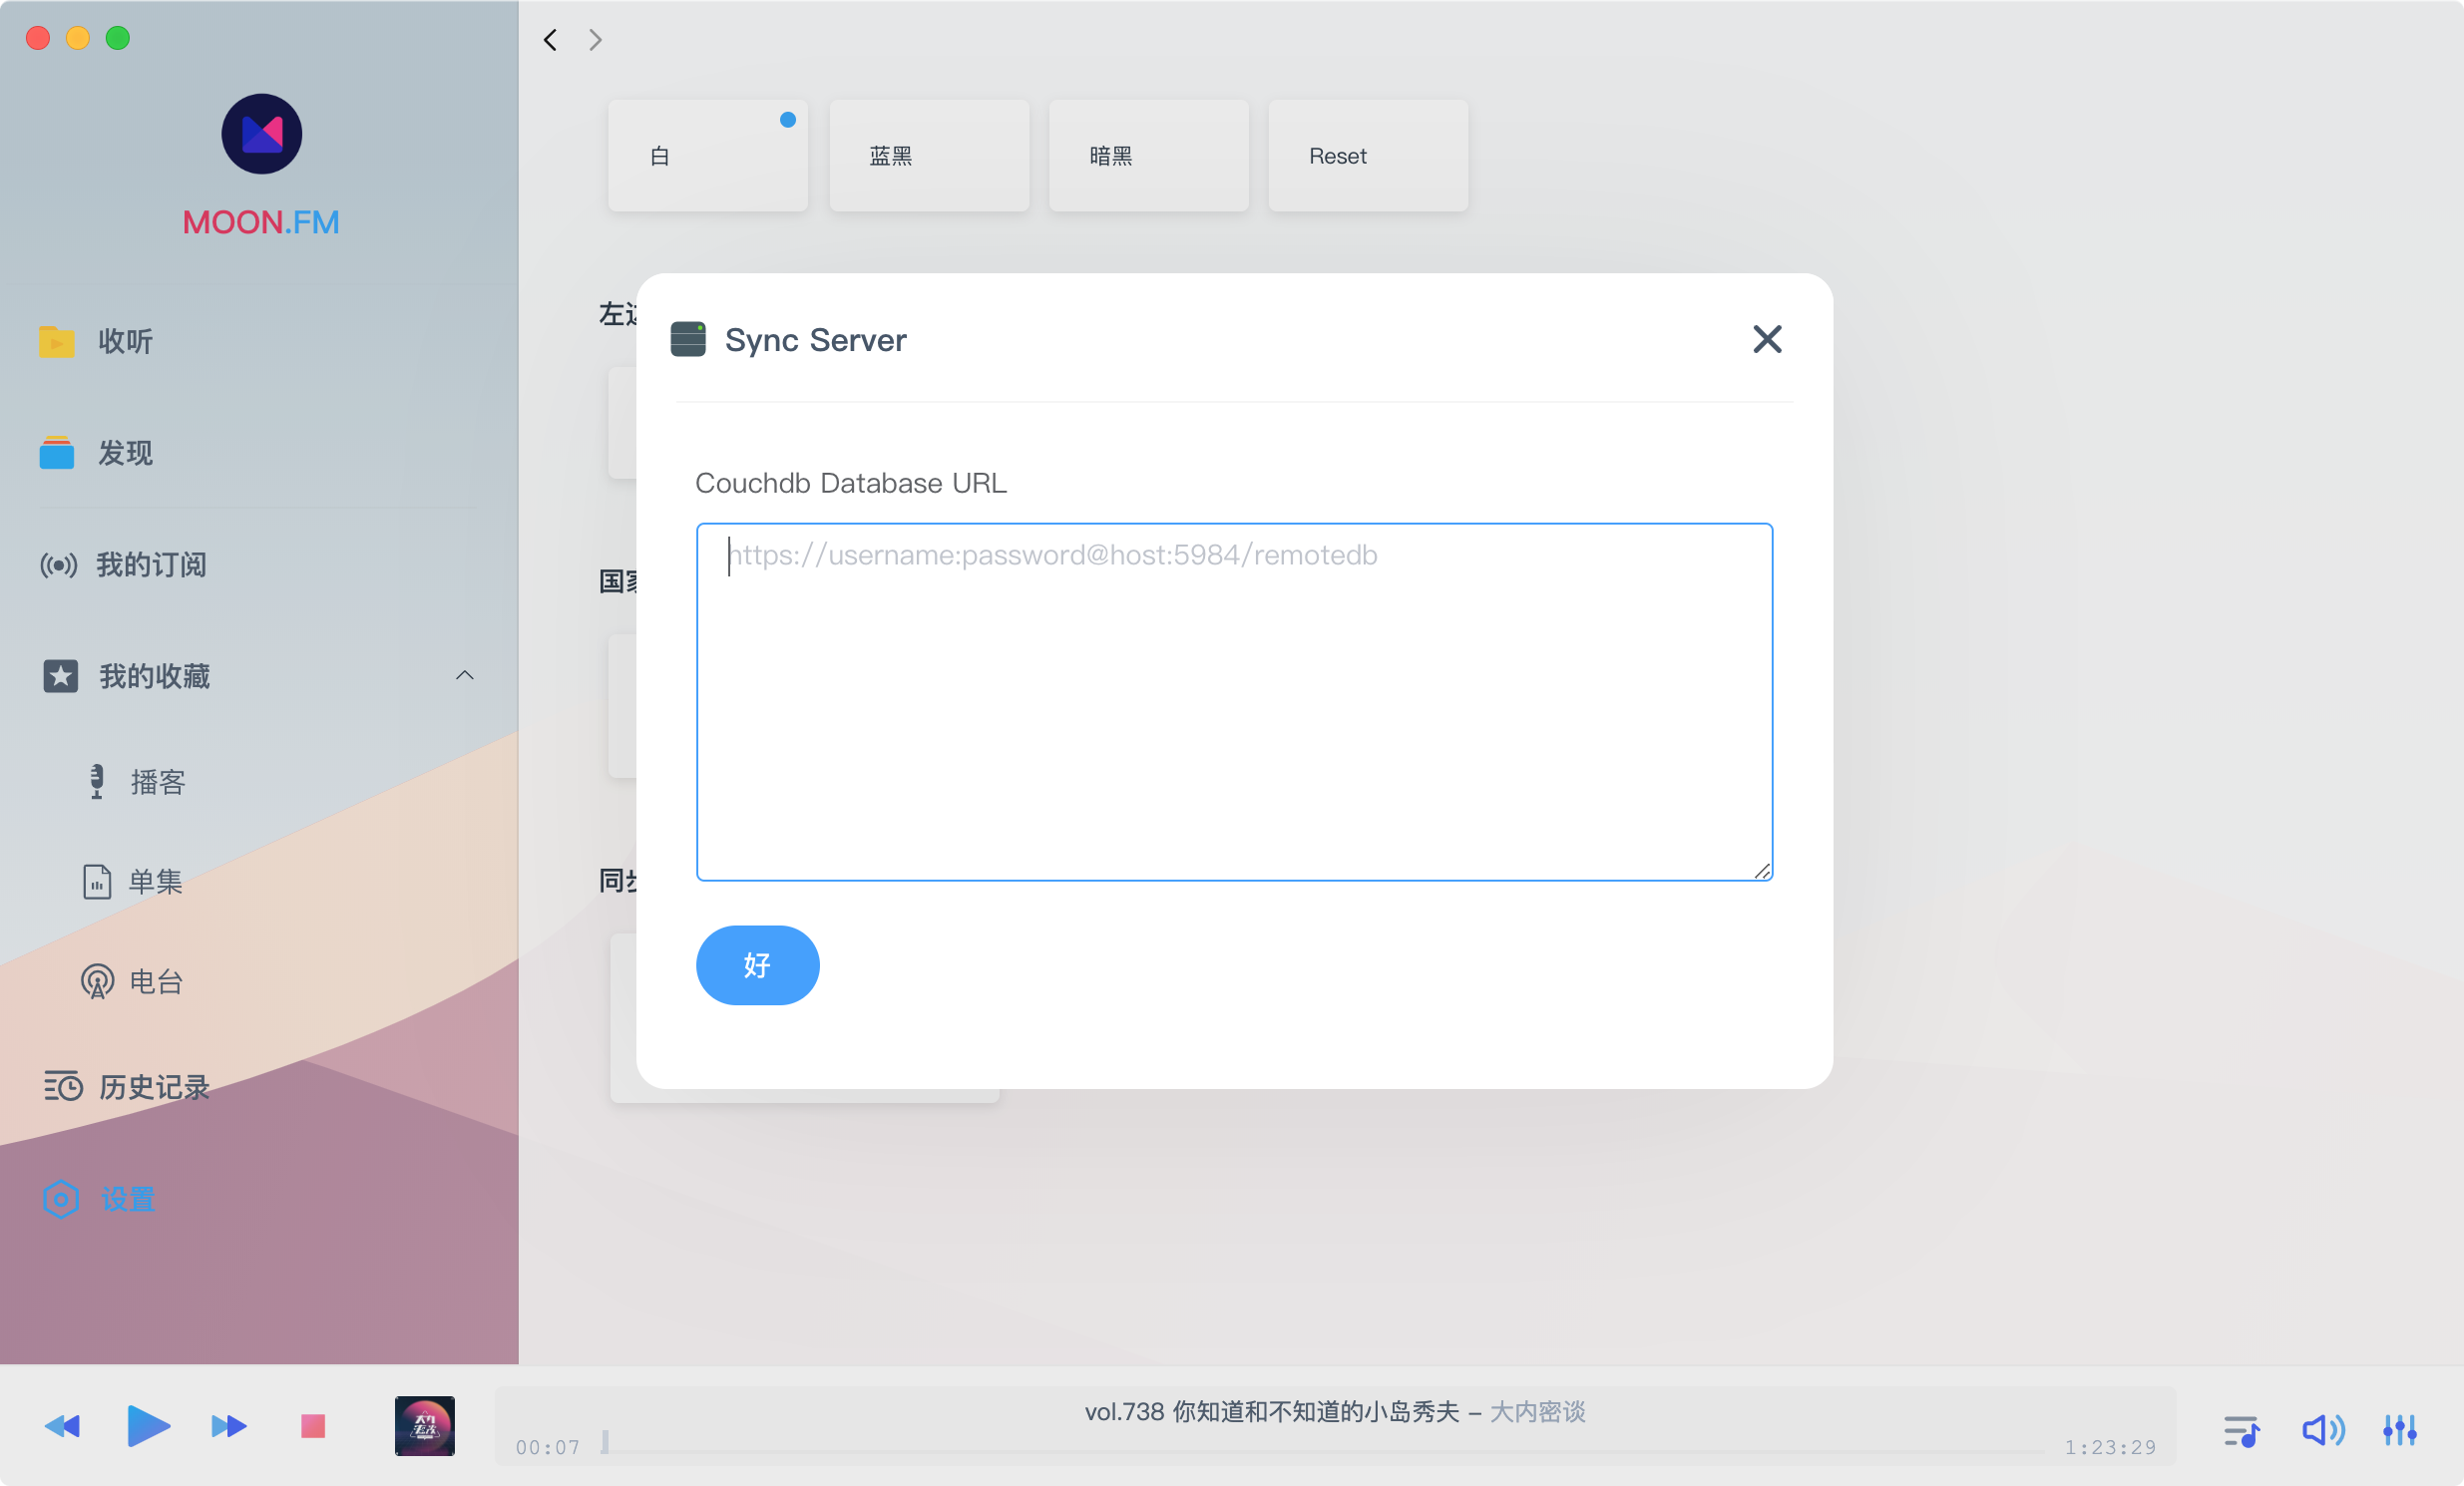 MOON.FM
收听
发现
我的订阅
我的收藏
播客
单集
电台
历史记录
设置
白
蓝黑
暗黑
Reset
左
国
同
Sync Server
Couchdb Database URL
https://username:password@host:5984/remotedb
好
vol.738 你知道和不知道的小岛秀夫 – 大内密谈
00:07
1:23:29